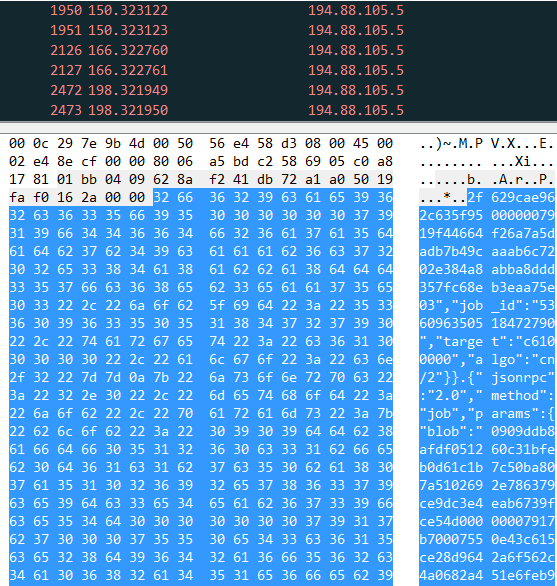 1950 150.323122 194.88.105.5
1951 150.323123 194.88.105.5
2126 166.322760 194.88.105.5
2127 166.322761 194.88.105.5
2472 198.321949 194.88.105.5
2473 198.321950 194.88.105.5
00 0c 29 7e 9b 4d 00 50 56 e4 58 d3 08 00 45 00 ..)~.M.P V.X...E.
02 e4 8e cf 00 00 80 06 a5 bd c2 58 69 05 c0 a8 ........ ...Xi...
17 81 01 bb 04 09 62 8a f2 41 db 72 a1 a0 50 19 ......b. .A.r..P.
fa f0 16 2a 00 00 32 66 36 32 39 63 61 65 39 36 ...*..2f 629cae96
32 63 36 33 35 66 39 35 30 30 30 30 30 30 37 39 2c635f95 00000079
31 39 66 34 34 36 36 34 66 32 36 61 37 61 35 64 19f44664 f26a7a5d
61 64 62 37 62 34 39 63 61 61 61 62 36 63 37 32 adb7b49c aaab6c72
30 32 65 33 38 34 61 38 61 62 62 61 38 64 64 64 02e384a8 abba8ddd
33 35 37 66 63 36 38 65 62 33 65 61 61 37 35 65 357fc68e b3eaa75e
30 33 22 2c 22 6a 6f 62 5f 69 64 22 3a 22 35 33 03","job _id":"53
36 30 39 36 33 35 30 35 31 38 34 37 32 37 39 30 60963505 18472790
22 2c 22 74 61 72 67 65 74 22 3a 22 63 36 31 30 ","targe t":"c610
30 30 30 30 22 2c 22 61 6c 67 6f 22 3a 22 63 6e 0000","a lgo":"cn
2f 32 22 7d 7d 0a 7b 22 6a 73 6f 6e 72 70 63 22 /2"}}.{" jsonrpc"
3a 22 32 2e 30 22 2c 22 6d 65 74 68 6f 64 22 3a :"2.0"," method":
22 6a 6f 62 22 2c 22 70 61 72 61 6d 73 22 3a 7b "job","p arams":{
22 62 6c 6f 62 22 3a 22 30 39 30 39 64 64 62 38 "blob":" 0909ddb8
61 66 64 66 30 35 31 32 36 30 63 33 31 62 66 65 afdf0512 60c31bfe
62 30 64 36 31 63 31 62 37 63 35 30 62 61 38 30 b0d61c1b 7c50ba80
37 61 35 31 30 32 36 39 32 65 37 38 36 33 37 39 7a510269 2e786379
63 65 39 64 63 33 65 34 65 61 62 36 37 33 39 66 ce9dc3e4 eab6739f
63 65 35 34 64 30 30 30 30 30 30 37 39 31 37 ce54d000 00007917
62 37 30 30 30 37 35 35 30 65 34 33 63 36 31 35 b7000755 0e43c615
63 65 32 38 64 39 36 34 32 61 36 66 35 36 32 63 ce28d964 2a6f562c
34 61 30 36 38 32 61 34 35 31 65 36 66 65 62 39 4a0682a4 51e6feb9